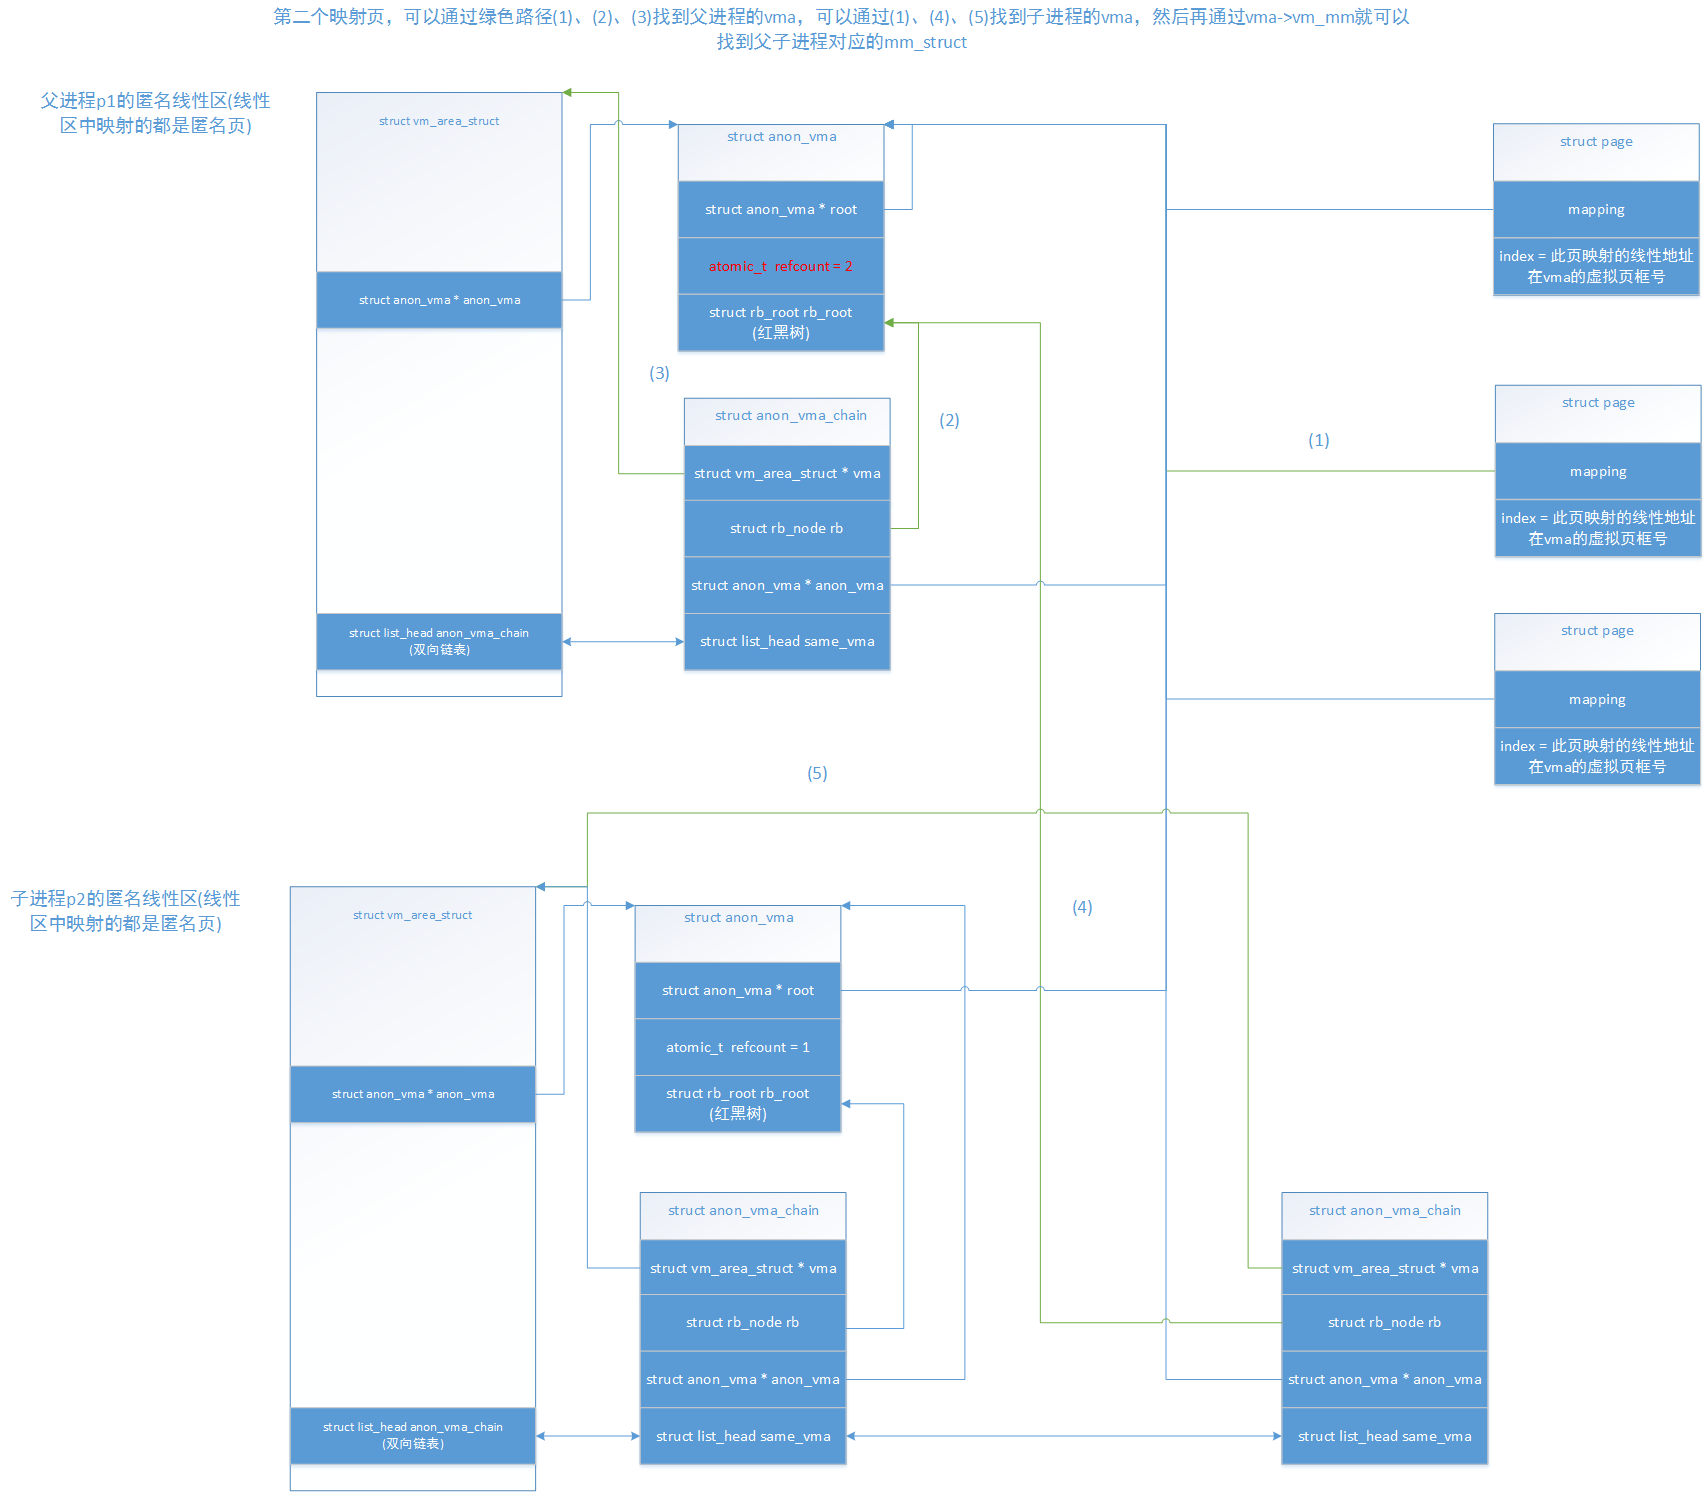 第二个映射页，可以通过绿色路径(1)、(2)、(3)找到父进程的vma，可以通过(1)、(4)、(5)找到子进程的vma，然后再通过vma->vm_mm就可以
找到父子进程对应的mm_struct
父进程p1的匿名线性区(线性
区中映射的都是匿名页)
struct vm_area_struct
struct anon_vma * anon_vma
struct list_head anon_vma_chain
(双向链表)
struct anon_vma
struct anon_vma * root
atomic_t refcount = 2
struct rb_root rb_root
(红黑树)
(3)
(2)
struct anon_vma_chain
struct vm_area_struct * vma
struct rb_node rb
struct anon_vma * anon_vma
struct list_head same_vma
(1)
struct page
mapping
index = 此页映射的线性地址
在vma的虚拟页框号
struct page
mapping
index = 此页映射的线性地址
在vma的虚拟页框号
struct page
mapping
index = 此页映射的线性地址
在vma的虚拟页框号
(5)
子进程p2的匿名线性区(线性
区中映射的都是匿名页)
struct vm_area_struct
struct anon_vma * anon_vma
struct list_head anon_vma_chain
(双向链表)
struct anon_vma
struct anon_vma * root
atomic_t refcount = 1
struct rb_root rb_root
(红黑树)
(4)
struct anon_vma_chain
struct vm_area_struct * vma
struct rb_node rb
struct anon_vma * anon_vma
struct list_head same_vma
struct anon_vma_chain
struct vm_area_struct * vma
struct rb_node rb
struct anon_vma * anon_vma
struct list_head same_vma